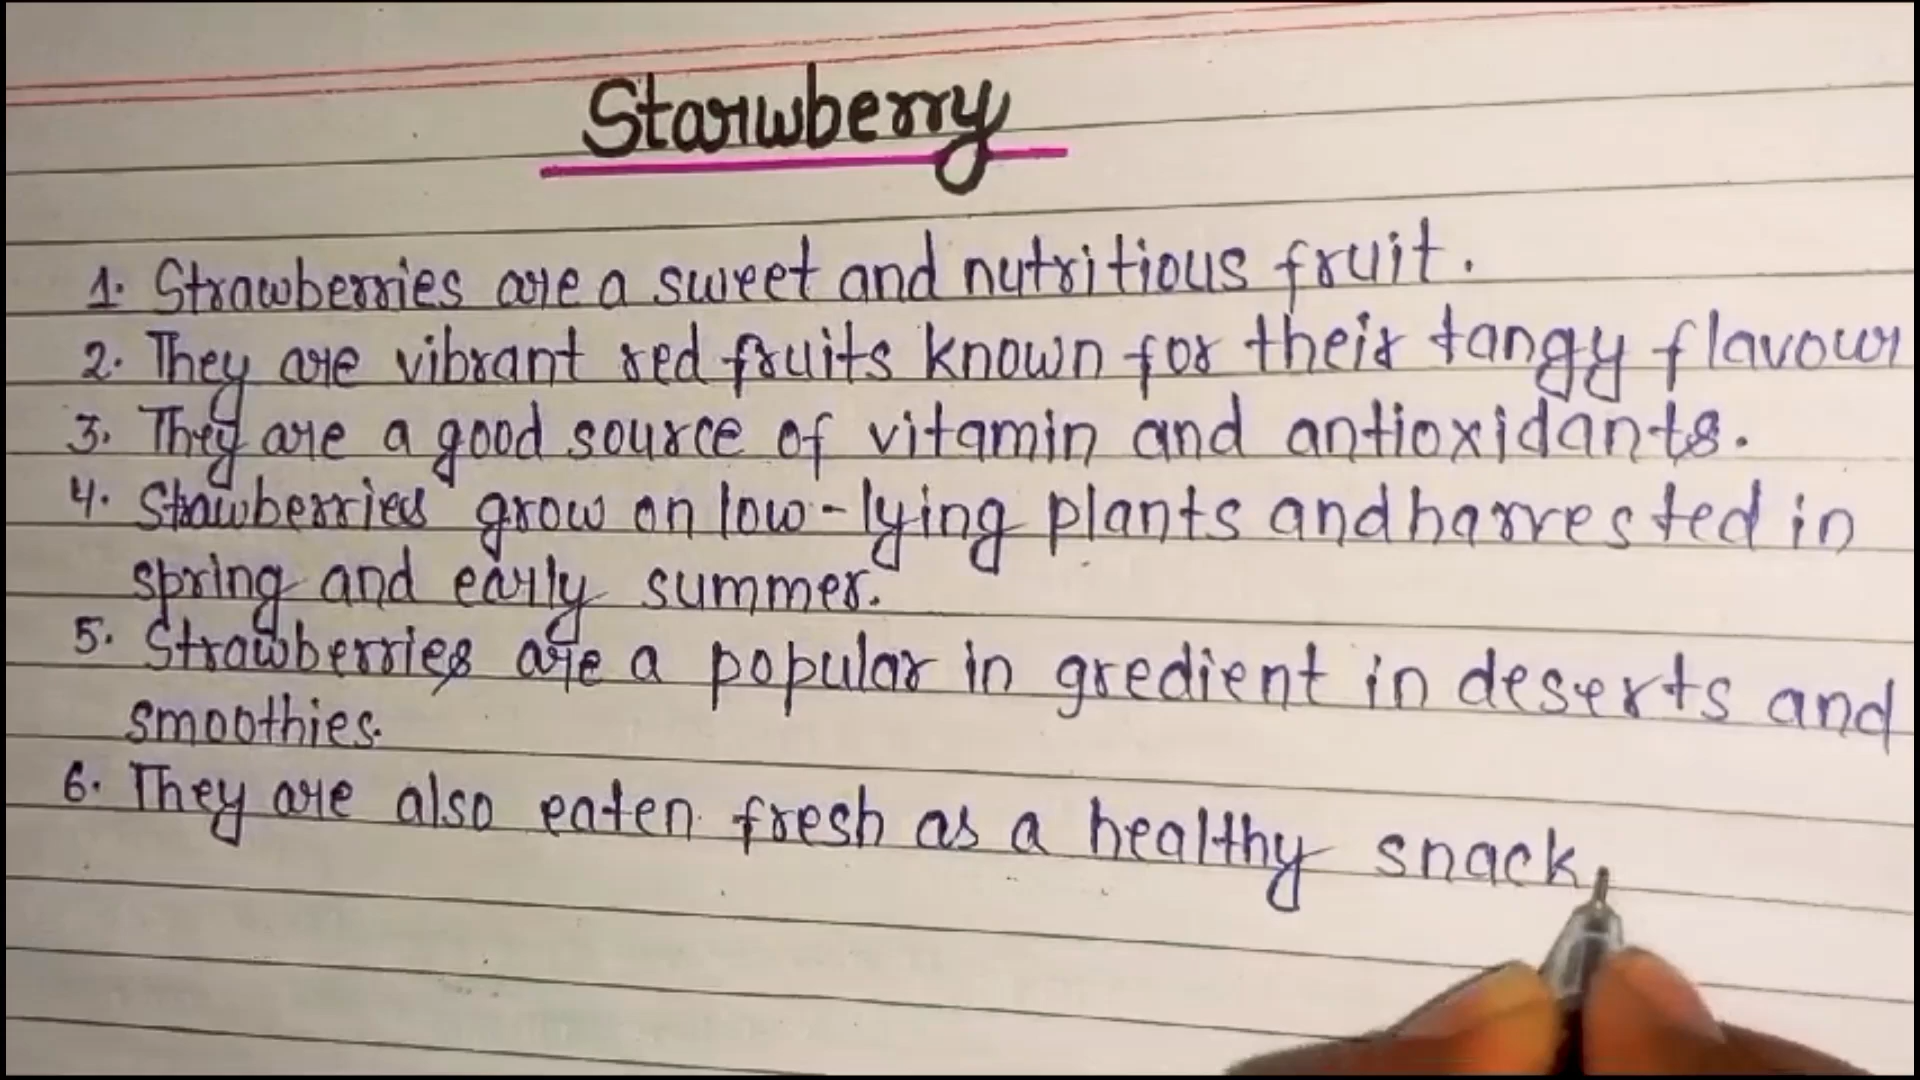 Starwberry
1. Strawberries are a sweet and nutritious fruit.
2. They are vibrant red fruits known for their tangy flavour
3. They are a good source of vitamin and antioxidants.
4. Strawberries grow on low-lying plants and harvested in
spring and early summer.
5. Strawberries are a popular in gredient in deserts and
smoothies.
6. They are also eaten fresh as a healthy snack.